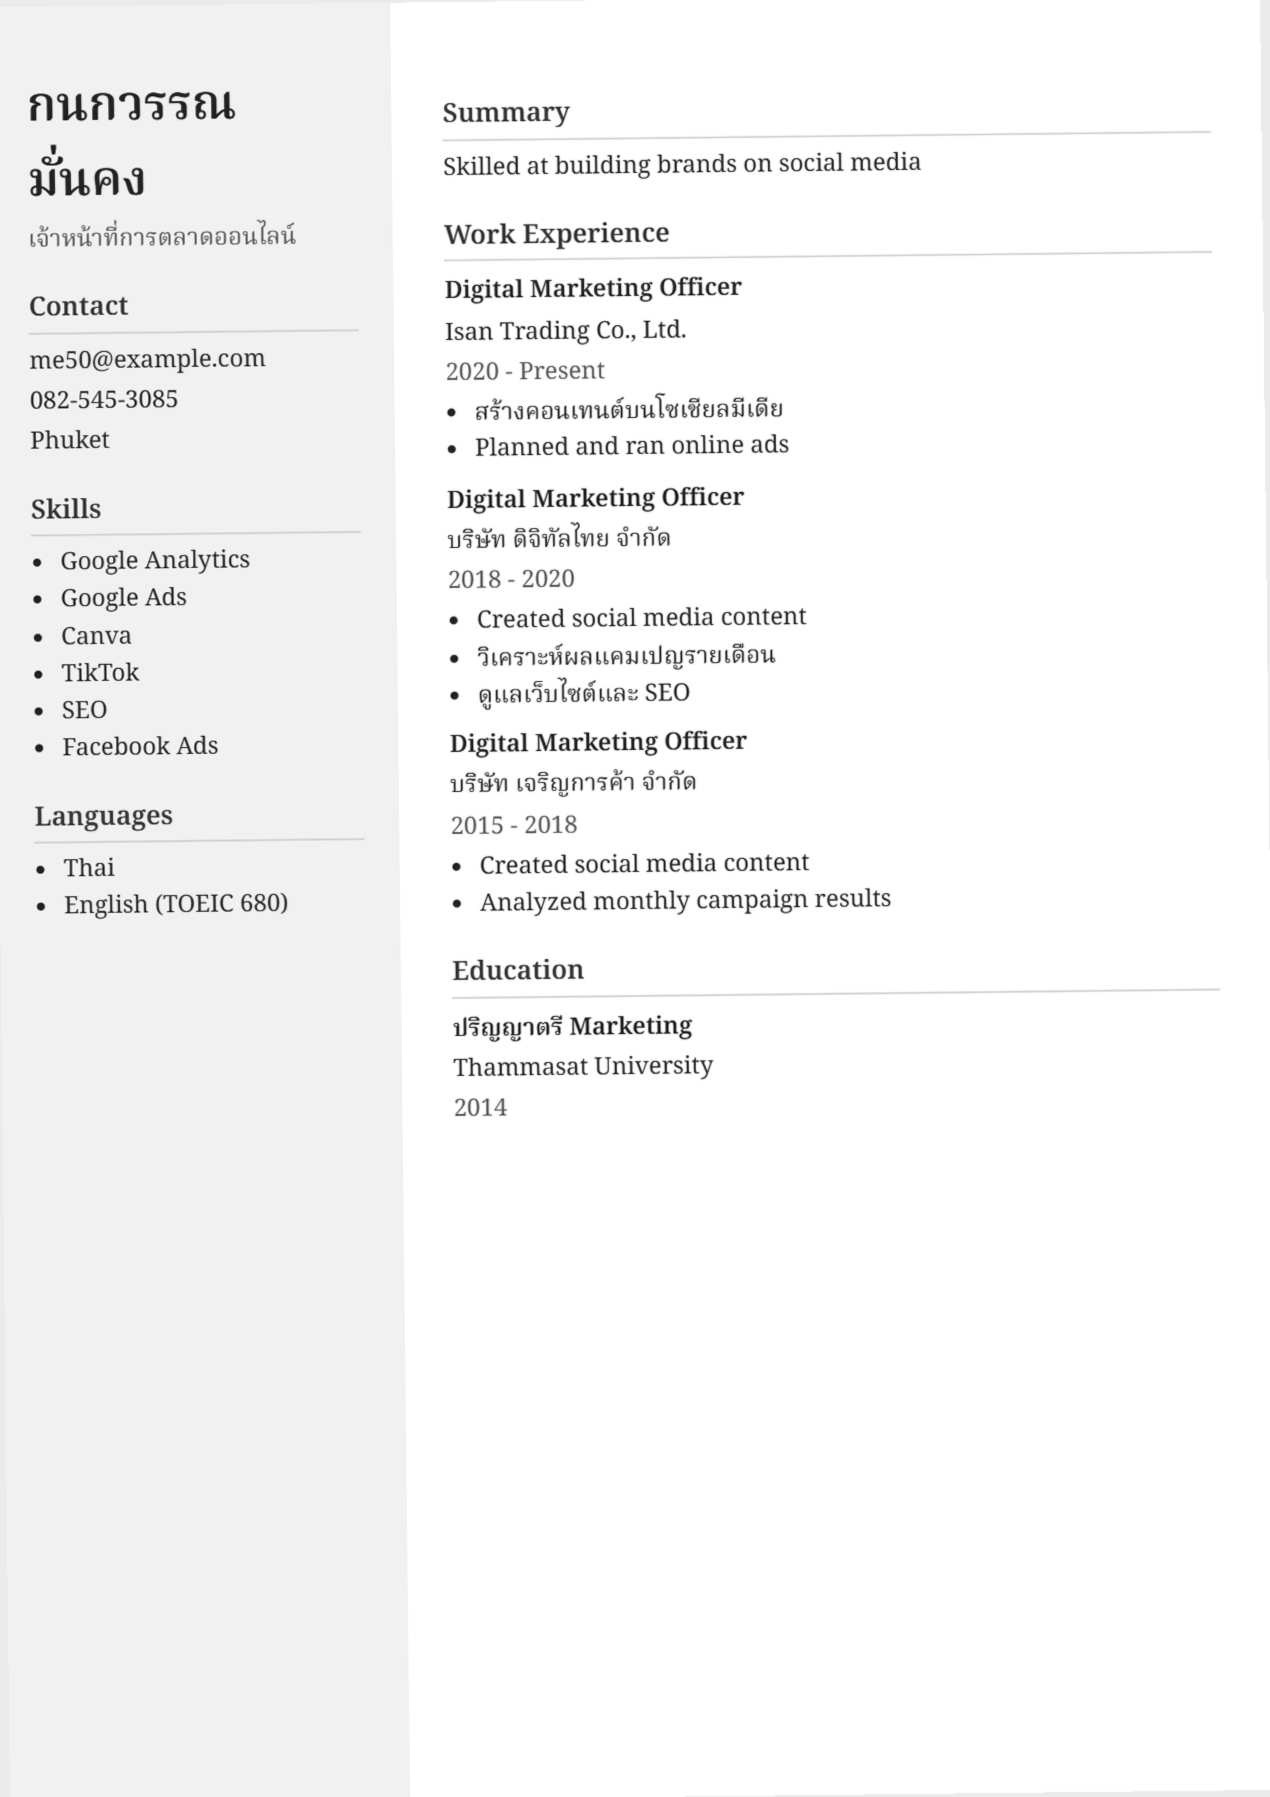 กนกวรรณ
มั่นคง
เจ้าหน้าที่การตลาดออนไลน์
Contact
me50@example.com
082-545-3085
Phuket
Skills
• Google Analytics
• Google Ads
• Canva
• TikTok
• SEO
• Facebook Ads
Languages
• Thai
• English (TOEIC 680)
Summary
Skilled at building brands on social media
Work Experience
Digital Marketing Officer
Isan Trading Co., Ltd.
2020 - Present
• สร้างคอนเทนต์บนโซเชียลมีเดีย
• Planned and ran online ads
Digital Marketing Officer
บริษัท ดิจิทัลไทย จำกัด
2018 - 2020
• Created social media content
• วิเคราะห์ผลแคมเปญรายเดือน
• ดูแลเว็บไซต์และ SEO
Digital Marketing Officer
บริษัท เจริญการค้า จำกัด
2015 - 2018
• Created social media content
• Analyzed monthly campaign results
Education
ปริญญาตรี Marketing
Thammasat University
2014